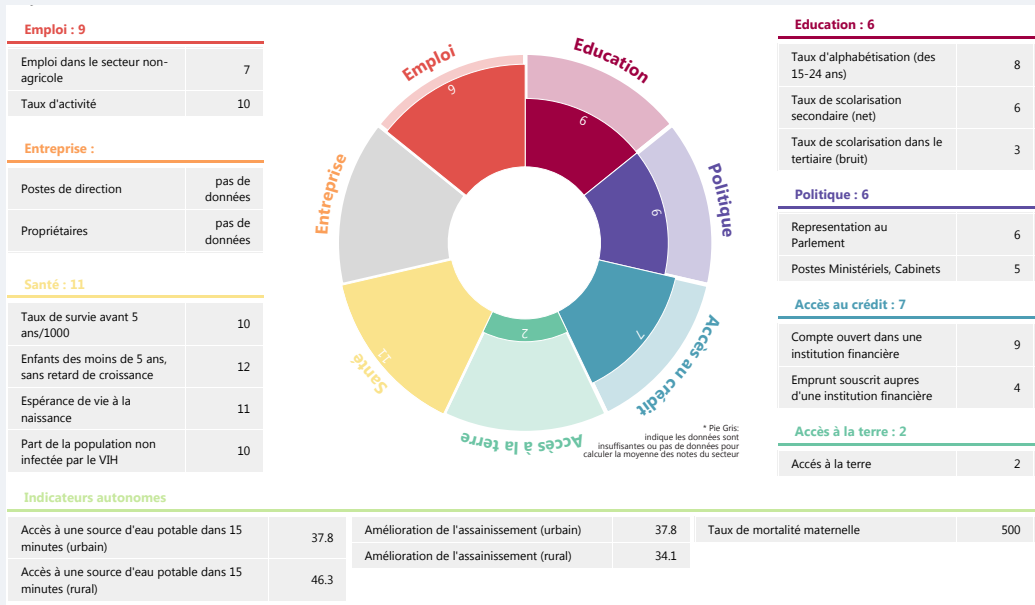 Emploi : 9
Emploi dans le secteur non-
agricole
7
Taux d'activité
10
Entreprise :
Postes de direction
pas de
données
Propriétaires
pas de
données
Santé : 11
Taux de survie avant 5
ans/1000
10
Enfants des moins de 5 ans,
sans retard de croissance
12
Espérance de vie à la
naissance
11
Part de la population non
infectée par le VIH
10
Emploi
9
Education
6
Politique
6
Accès au crédit
7
Accès à la terre
2
Santé
11
Entreprise
* Pie Gris:
indique les données sont
insuffisantes ou pas de données pour
calculer la moyenne des notes du secteur
Education : 6
Taux d'alphabétisation (des
15-24 ans)
8
Taux de scolarisation
secondaire (net)
6
Taux de scolarisation dans le
tertiaire (bruit)
3
Politique : 6
Representation au
Parlement
6
Postes Ministériels, Cabinets
5
Accès au crédit : 7
Compte ouvert dans une
institution financière
9
Emprunt souscrit aupres
d'une institution financière
4
Accès à la terre : 2
Accés à la terre
2
Indicateurs autonomes
Accès à une source d'eau potable dans 15
minutes (urbain)
37.8
Accès à une source d'eau potable dans 15
minutes (rural)
46.3
Amélioration de l'assainissement (urbain)
37.8
Amélioration de l'assainissement (rural)
34.1
Taux de mortalité maternelle
500